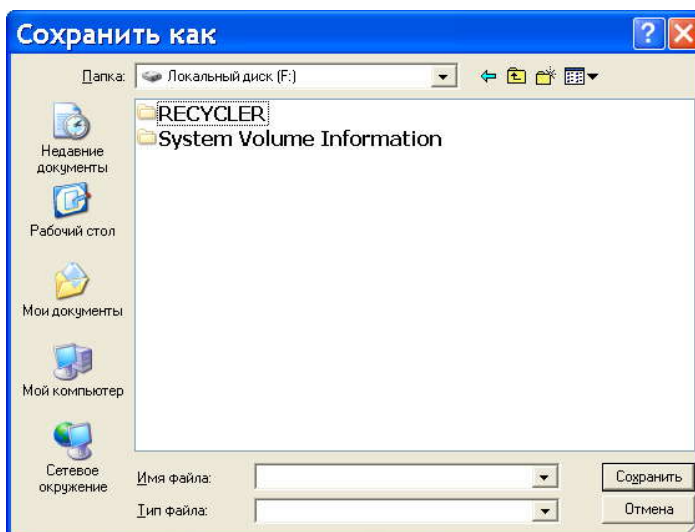 Сохранить как
Папка: Локальный диск (F:)
RECYCLER
System Volume Information
Недавние
документы
Рабочий стол
Мои документы
Мой компьютер
Сетевое
окружение
Имя файла:
Сохранить
Тип файла:
Отмена